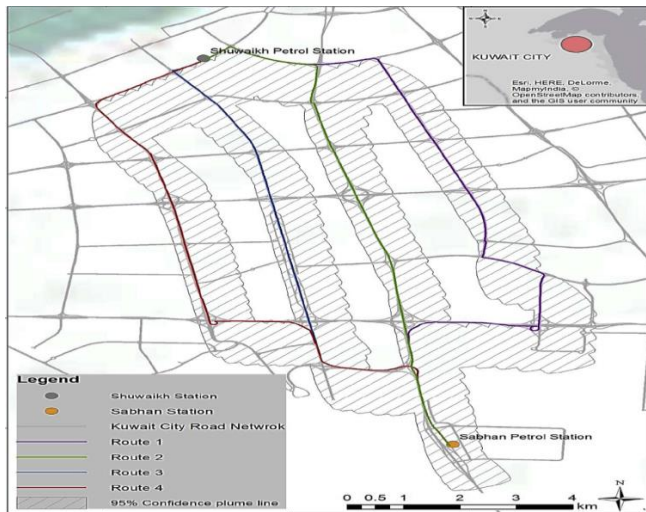 Shuwaikh Petrol Station
KUWAIT CITY
Esri, HERE, DeLorme,
MapmyIndia, ©
OpenStreetMap contributors
and the GIS user community
Legend
Shuwaikh Station
Sabhan Station
Kuwait City Road Netwrok
Route 1
Route 2
Route 3
Route 4
95% Confidence plume line
Sabhan Petrol Station
N
0 0.5 1 2 3 4
km